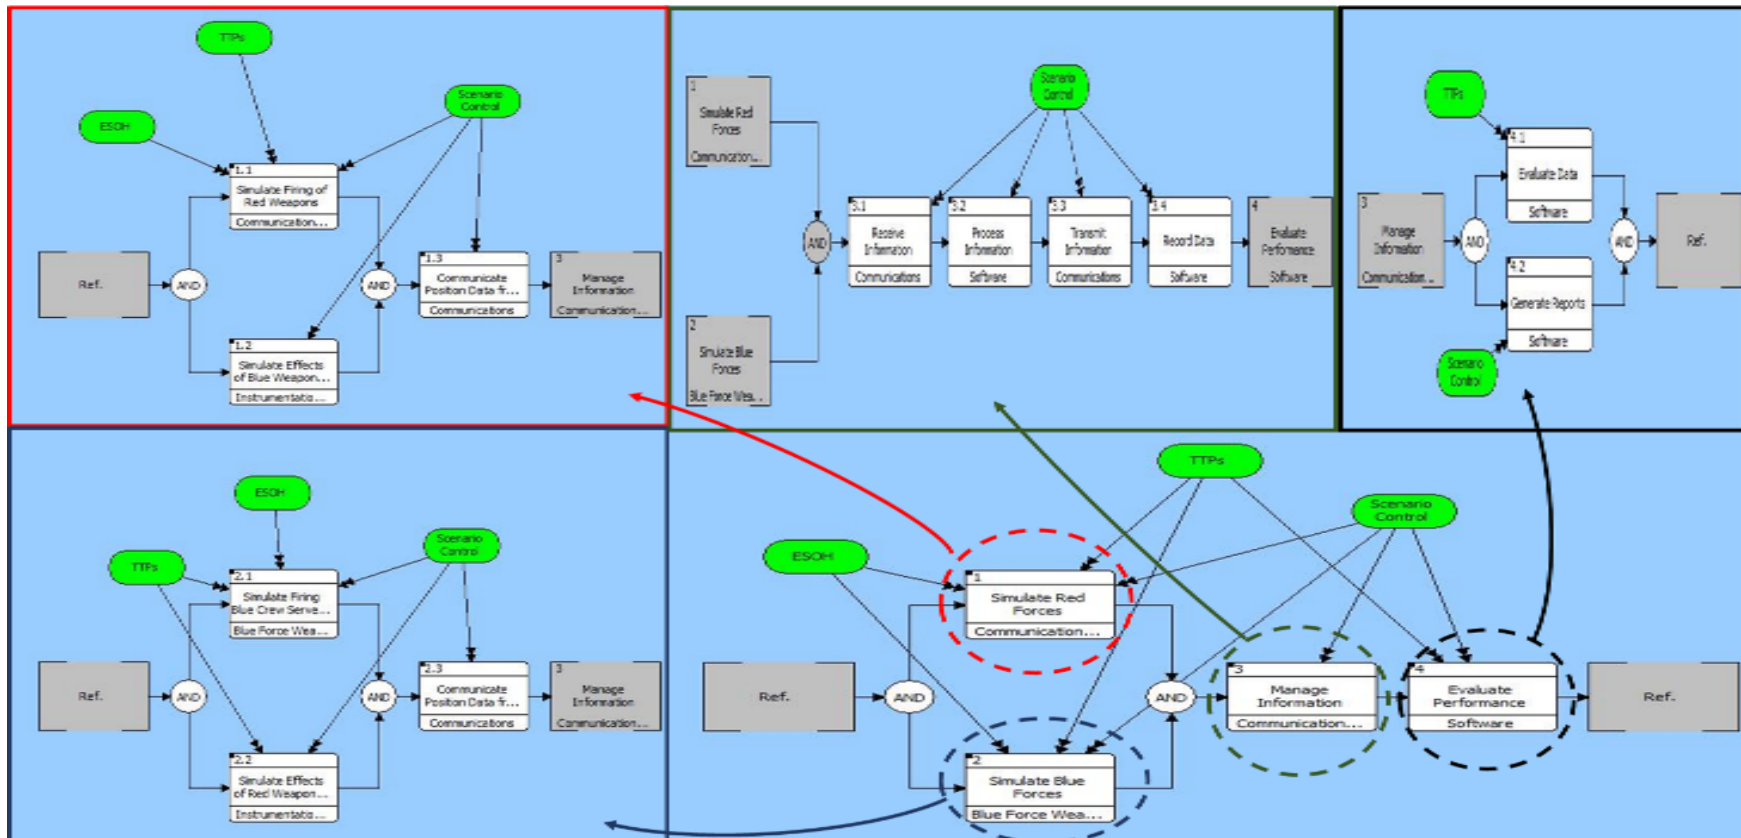 TTPs
ESOH
Scenario
Control
1.1
Simulate Firing of
Red Weapons
Communication...
Ref.
AND
AND
1.3
Communicate
Position Data fr...
Communications
3
Manage
Information
Communication...
1.2
Simulate Effects
of Blue Weapon...
Instrumentatio...
1
Simulate Red
Forces
Communication...
Scenario
Control
AND
3.1
Receive
Information
Communications
3.2
Process
Information
Software
3.3
Transmit
Information
Communications
3.4
Record Data
Software
4
Evaluate
Performance
Software
2
Simulate Blue
Forces
Blue Force Wea...
TTPs
4.1
Evaluate Data
Software
3
Manage
Information
Communication...
AND
AND
Ref.
4.2
Generate Reports
Software
Scenario
Control
ESOH
TTPs
Scenario
Control
2.1
Simulate Firing
Blue Crew Serve...
Blue Force Wea...
Ref.
AND
AND
2.3
Communicate
Position Data fr...
Communications
3
Manage
Information
Communication...
2.2
Simulate Effects
of Red Weapon...
Instrumentatio...
TTPs
Scenario
Control
ESOH
1
Simulate Red
Forces
Communication...
Ref.
AND
AND
3
Manage
Information
Communication...
4
Evaluate
Performance
Software
Ref.
2
Simulate Blue
Forces
Blue Force Wea...